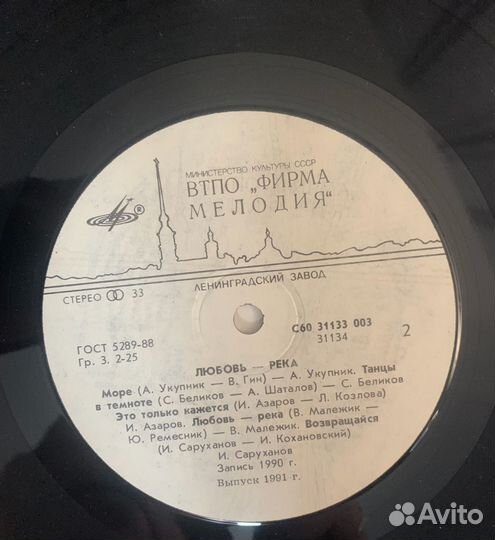 МИНИСТЕРСТВО КУЛЬТУРЫ СССР
ВТПО „ФИРМА
МЕЛОДИЯ“
®
ЛЕНИНГРАДСКИЙ ЗАВОД
СТЕРЕО 33
ГОСТ 5289-88
Гр. 3. 2-25
С60 31133 003
31134
2
ЛЮБОВЬ — РЕКА
Море (А. Укупник — В. Гин) — А. Укупник. Танцы
в темноте (С. Беликов — А. Шаталов) — С. Беликов
Это только кажется (И. Азаров — Л. Козлова) —
И. Азаров. Любовь — река (В. Малежик —
Ю. Ремесник) — В. Малежик. Возвращайся
(И. Саруханов — И. Кохановский)
И. Саруханов
Запись 1990 г.
Выпуск 1991 г.
Avito